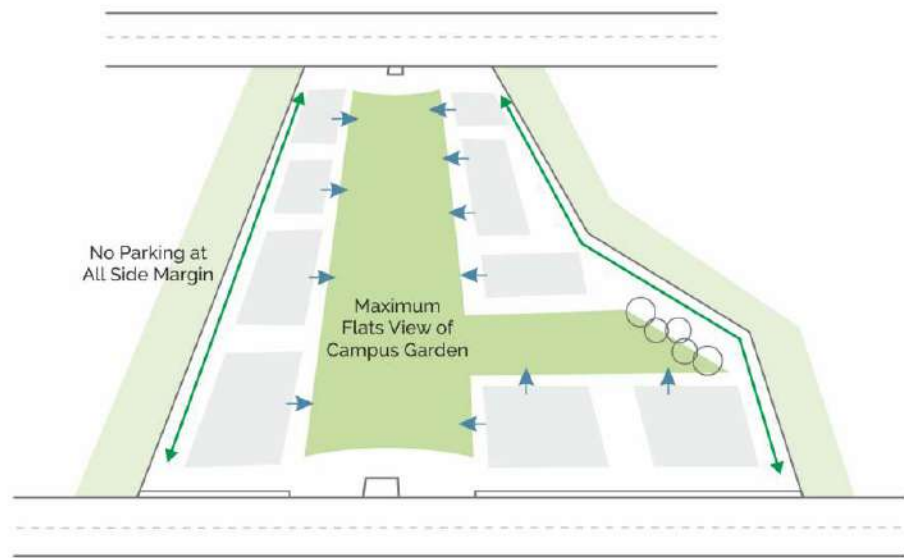 No Parking at
All Side Margin
Maximum
Flats View of
Campus Garden